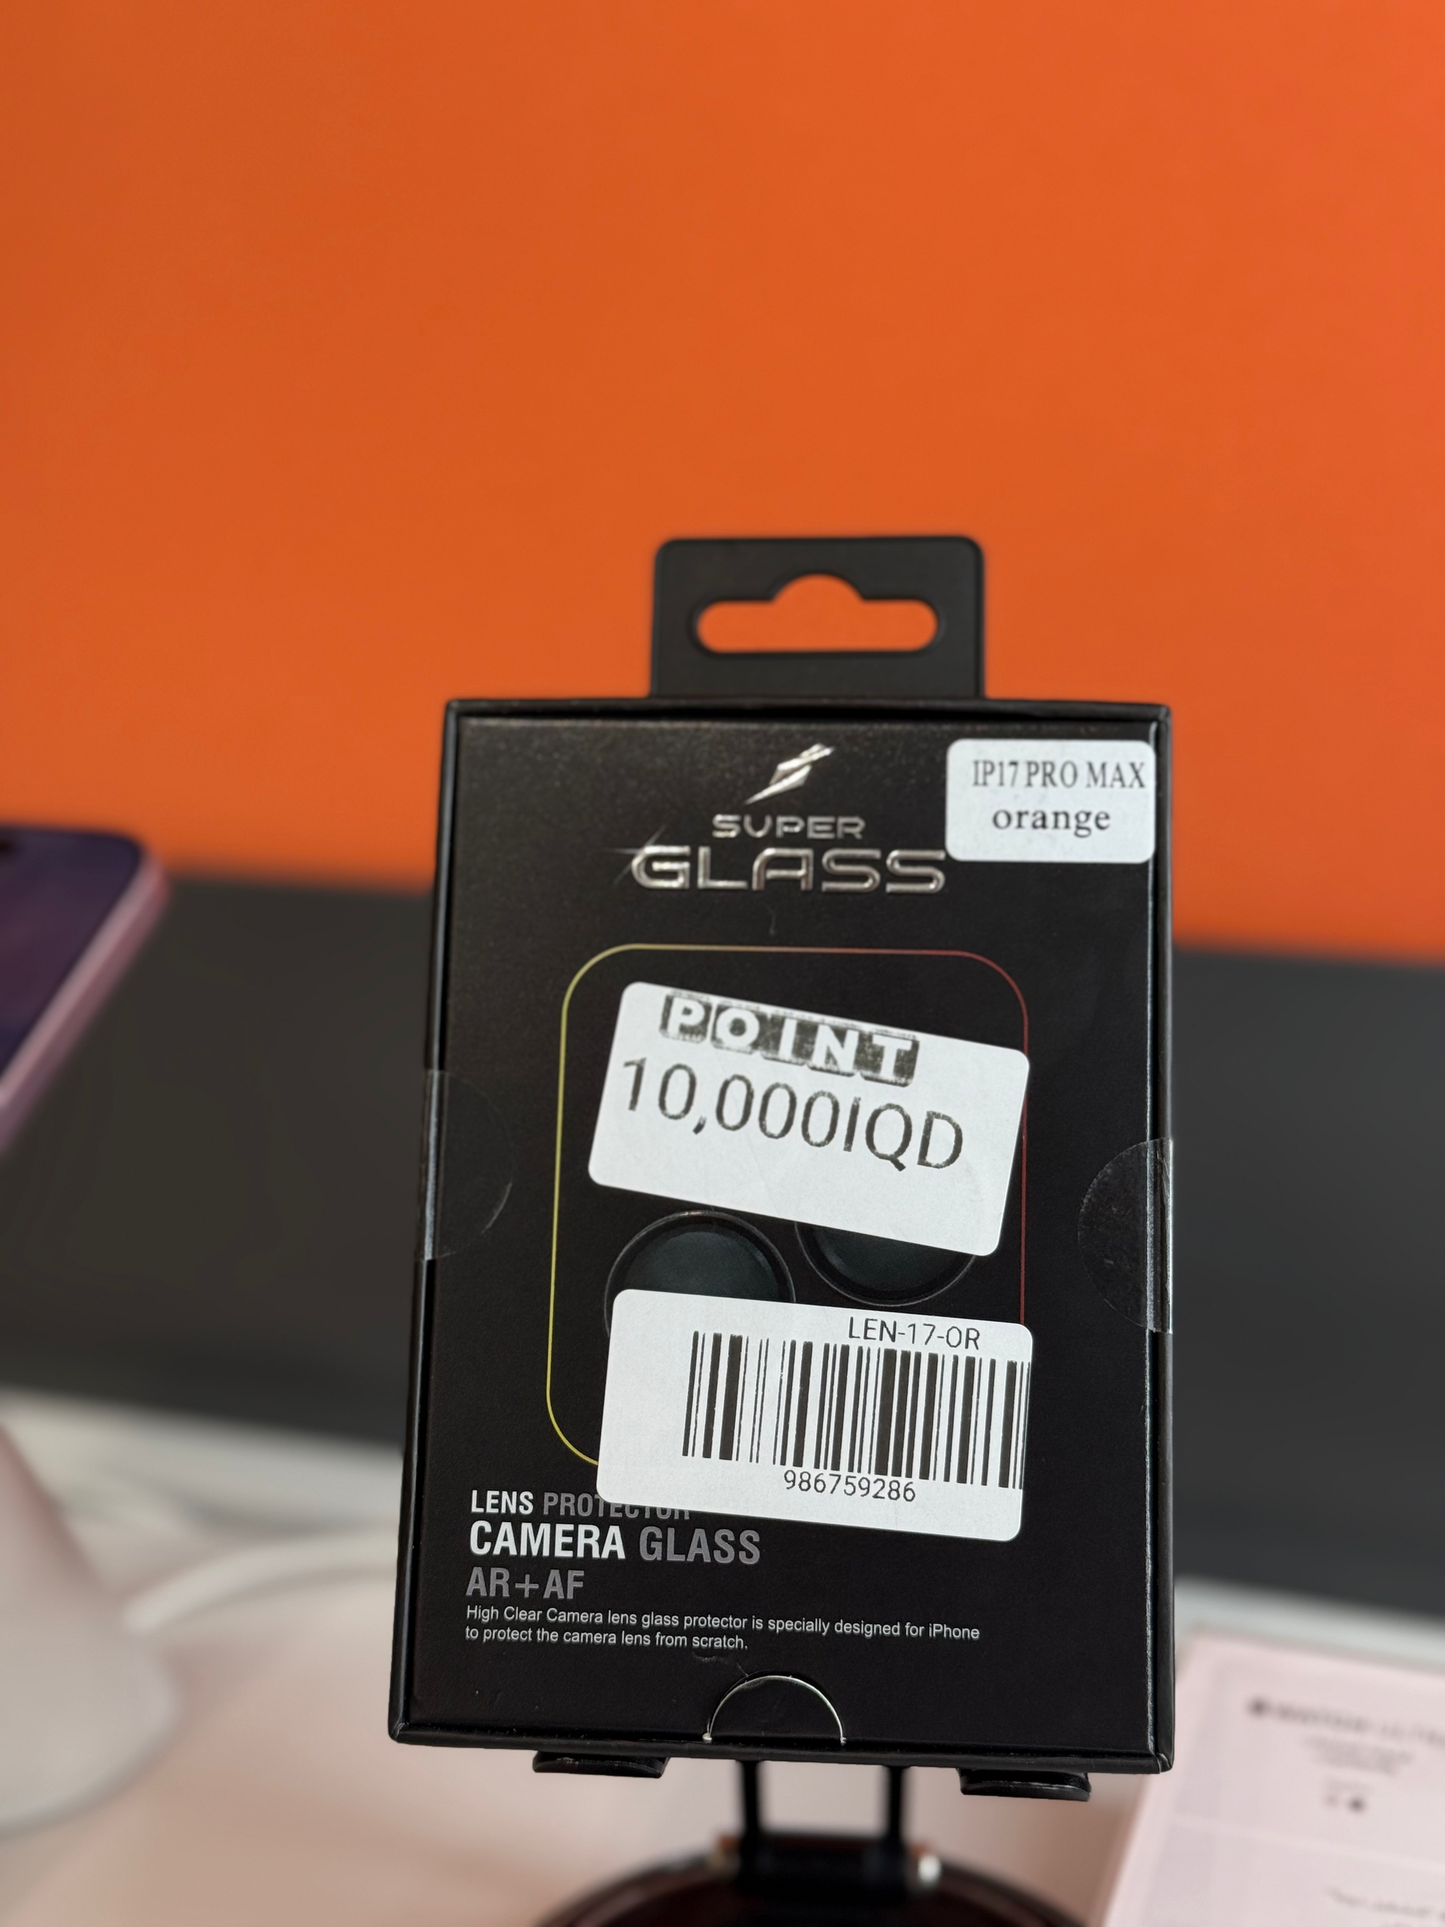 SUPER
GLASS
IP17 PRO MAX
orange
POINT
10,000IQD
LEN-17-OR
986759286
LENS PROTECTOR
CAMERA GLASS
AR+AF
High Clear Camera lens glass protector is specially designed for iPhone
to protect the camera lens from scratch.